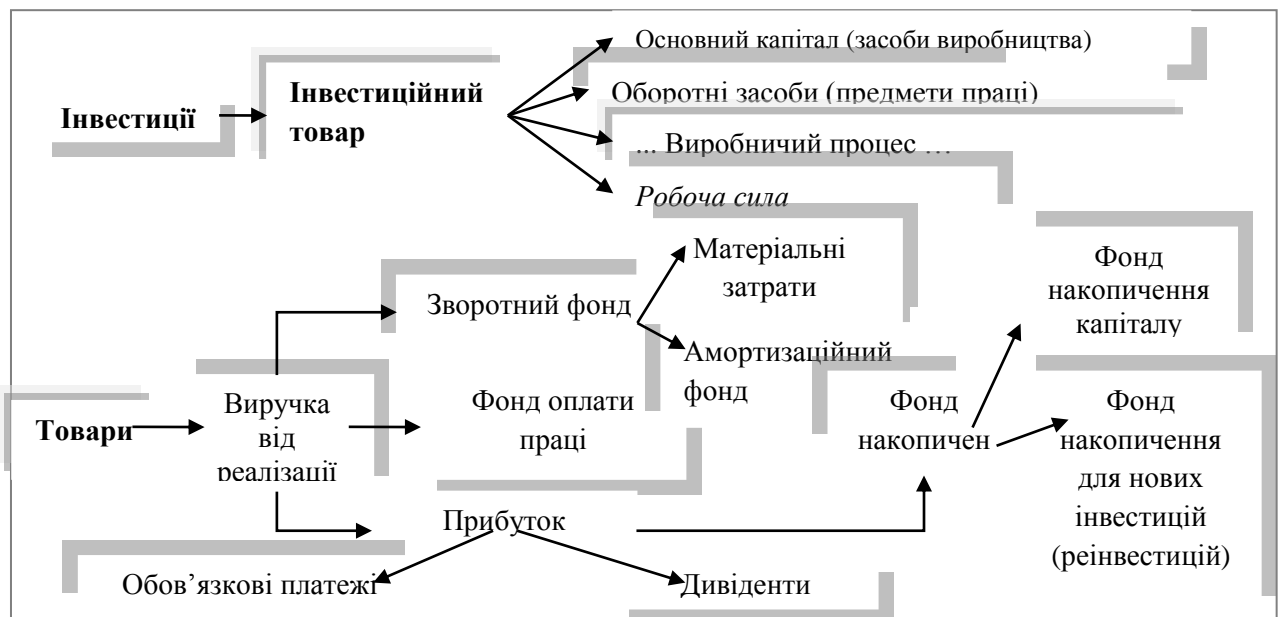 Основний капітал (засоби виробництва)
Інвестиції
Інвестиційний
товар
Оборотні засоби (предмети праці)
... Виробничий процес …
Робоча сила
Матеріальні
затрати
Зворотний фонд
Амортизаційний
фонд
Фонд
накопичення
капіталу
Товари
Виручка
від
реалізації
Фонд оплати
праці
Фонд
накопичен
Фонд
накопичення
для нових
інвестицій
(реінвестицій)
Прибуток
Обов’язкові платежі
Дивіденти